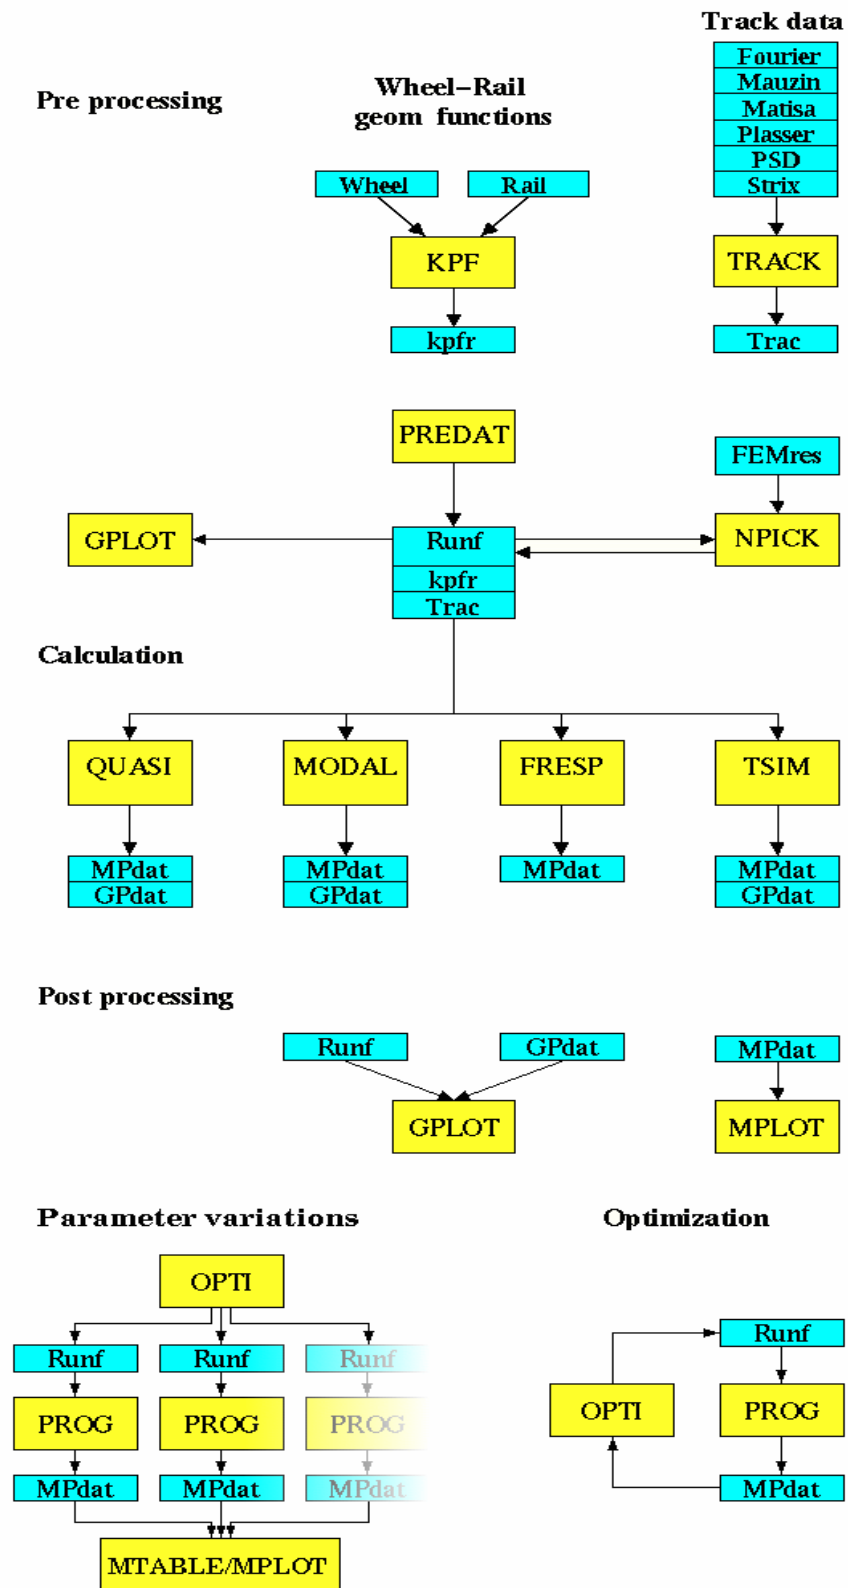 Track data
Fourier
Mauzin
Matisa
Plasser
PSD
Strix
Pre processing
Wheel-Rail
geom functions
Wheel
Rail
KPF
TRACK
kpfr
Trac
PREDAT
FEMres
GPLOT
Runf
NPICK
kpfr
Trac
Calculation
QUASI
MODAL
FRESP
TSIM
MPdat
GPdat
MPdat
GPdat
MPdat
MPdat
GPdat
Post processing
Runf
GPdat
MPdat
GPLOT
MPLOT
Parameter variations
OPTI
Runf
Runf
Runf
PROG
PROG
PROG
MPdat
MPdat
MPdat
MTABLE/MPLOT
Optimization
Runf
OPTI
PROG
MPdat